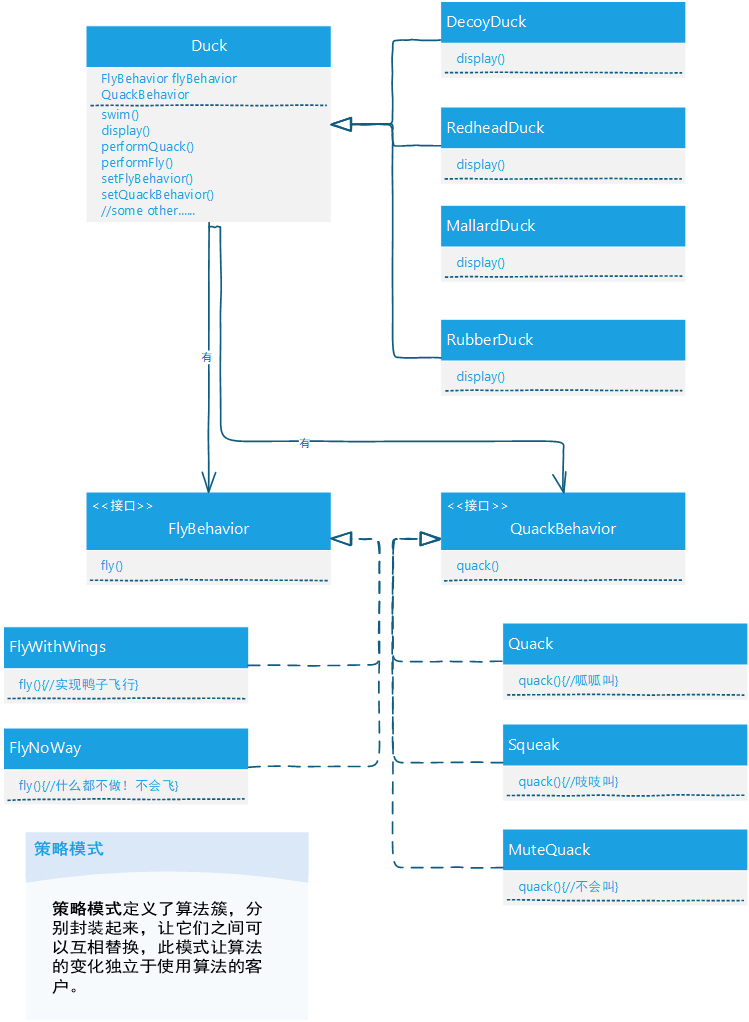 Duck
FlyBehavior flyBehavior
QuackBehavior
swim()
display()
performQuack()
performFly()
setFlyBehavior()
setQuackBehavior()
//some other......
DecoyDuck
display()
RedheadDuck
display()
MallardDuck
display()
RubberDuck
display()
有
有
<<接口>>
FlyBehavior
fly()
<<接口>>
QuackBehavior
quack()
FlyWithWings
fly(){//实现鸭子飞行}
FlyNoWay
fly(){//什么都不做！不会飞}
Quack
quack(){//呱呱叫}
Squeak
quack(){//吱吱叫}
MuteQuack
quack(){//不会叫}
策略模式
策略模式定义了算法簇，分
别封装起来，让它们之间可
以互相替换，此模式让算法
的变化独立于使用算法的客
户。